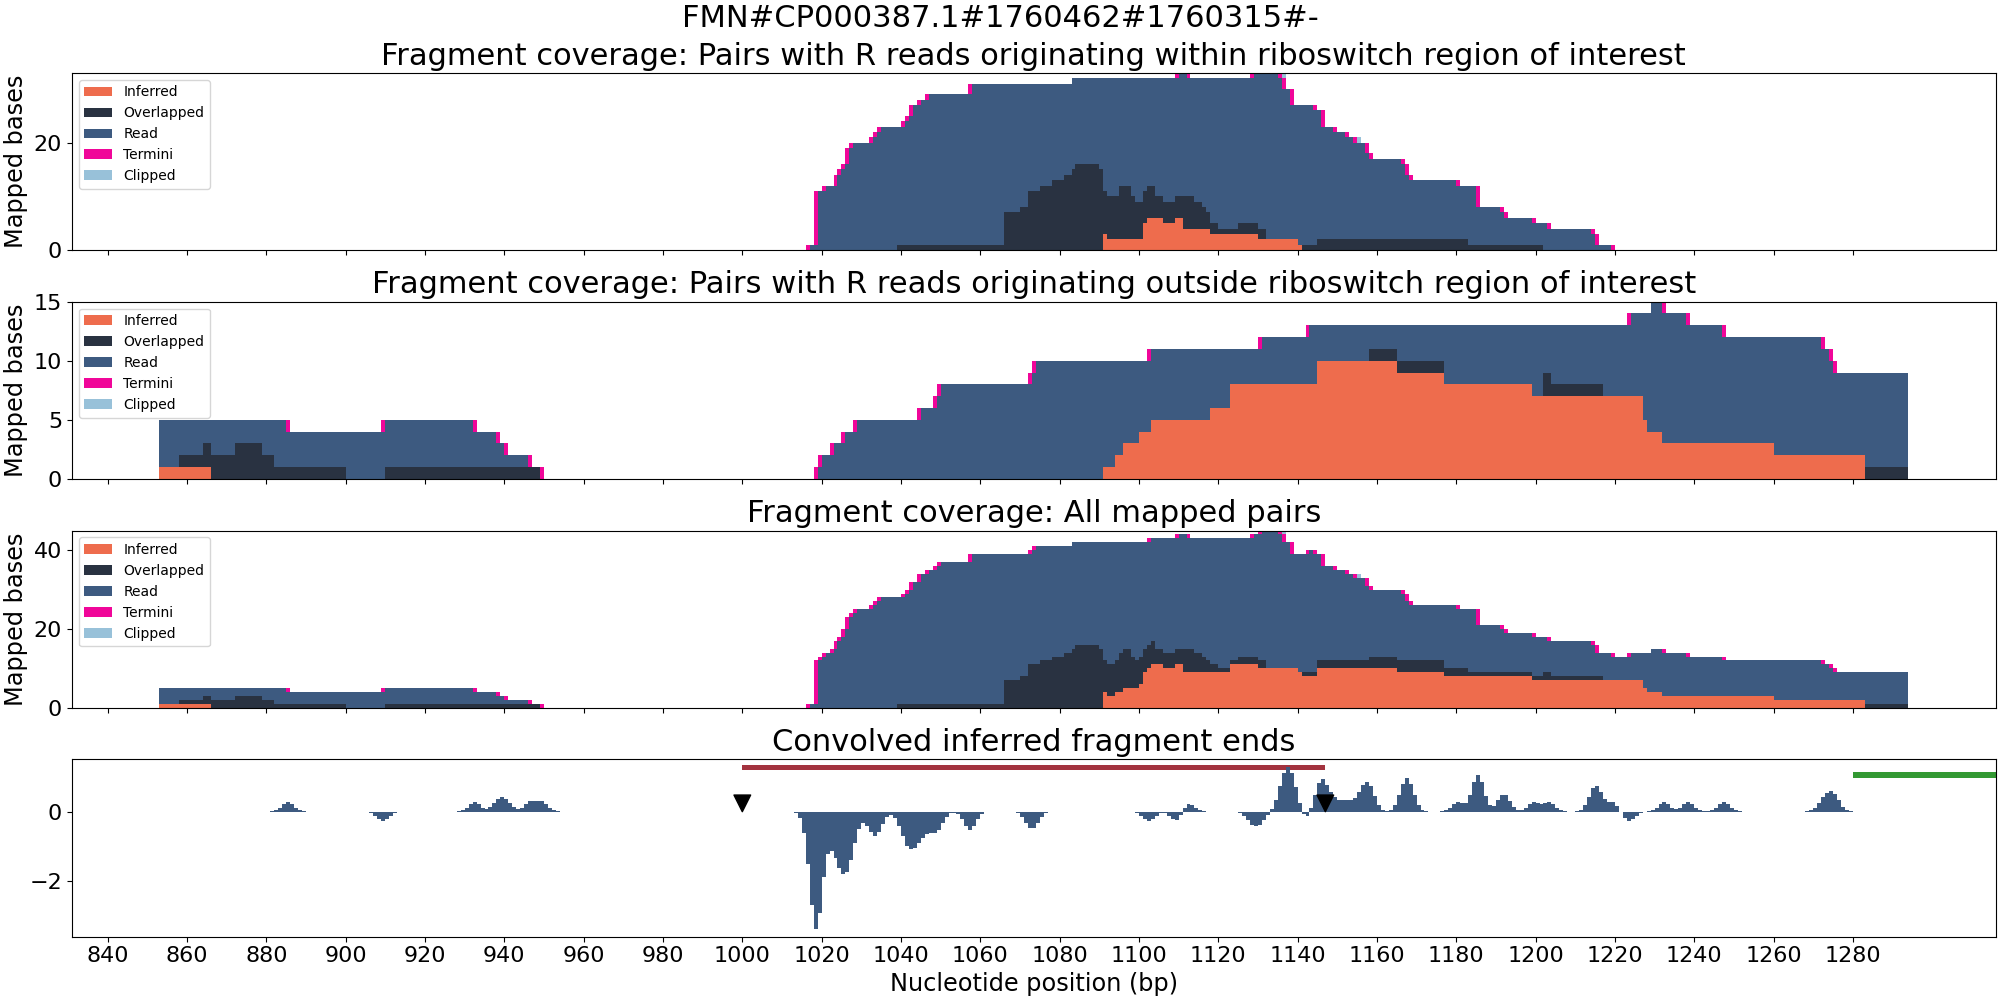 FMN#CP000387.1#1760462#1760315#-
Fragment coverage: Pairs with R reads originating within riboswitch region of interest
Mapped bases
20
0
Inferred
Overlapped
Read
Termini
Clipped
Fragment coverage: Pairs with R reads originating outside riboswitch region of interest
Mapped bases
15
10
5
0
Inferred
Overlapped
Read
Termini
Clipped
Fragment coverage: All mapped pairs
Mapped bases
40
20
0
Inferred
Overlapped
Read
Termini
Clipped
Convolved inferred fragment ends
0
−2
840 860 880 900 920 940 960 980 1000 1020 1040 1060 1080 1100 1120 1140 1160 1180 1200 1220 1240 1260 1280
Nucleotide position (bp)